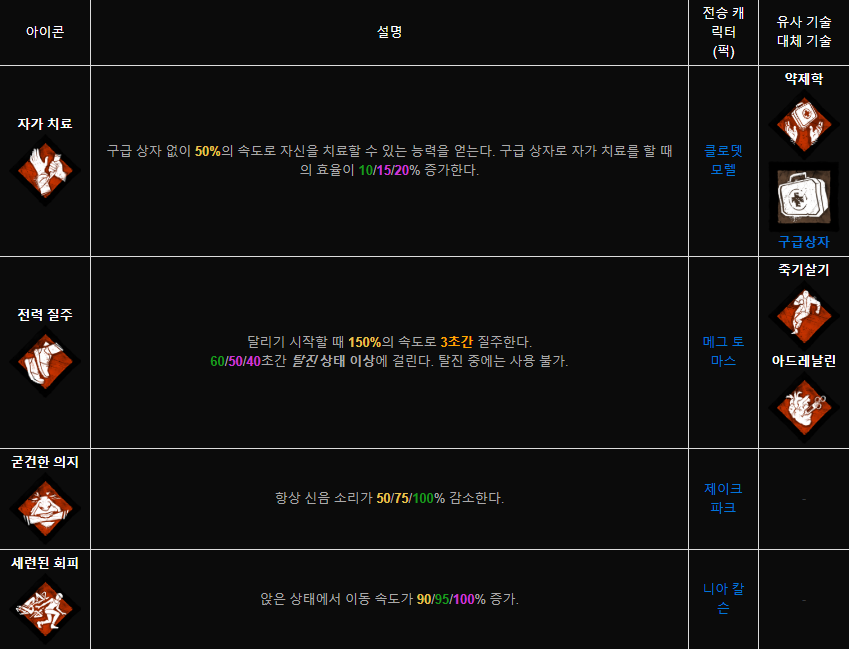 아이콘
설명
전승 캐
릭터
(퍽)
유사 기술
대체 기술
자가 치료
구급 상자 없이 50%의 속도로 자신을 치료할 수 있는 능력을 얻는다. 구급 상자로 자가 치료를 할 때
의 효율이 10/15/20% 증가한다.
클로뎃
모렐
약제학
구급상자
전력 질주
달리기 시작할 때 150%의 속도로 3초간 질주한다.
60/50/40초간 탈진 상태 이상에 걸린다. 탈진 중에는 사용 불가.
메그 토
마스
죽기살기
아드레날린
굳건한 의지
항상 신음 소리가 50/75/100% 감소한다.
제이크
파크
-
세련된 회피
앉은 상태에서 이동 속도가 90/95/100% 증가.
니아 칼
슨
-